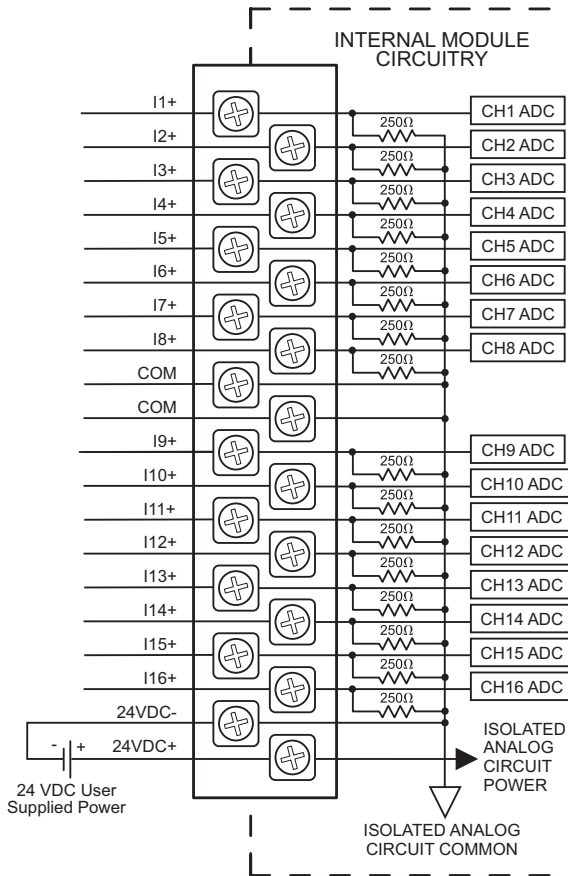 INTERNAL MODULE
CIRCUITRY
I1+
CH1 ADC
250Ω
I2+
CH2 ADC
250Ω
I3+
CH3 ADC
250Ω
I4+
CH4 ADC
250Ω
I5+
CH5 ADC
250Ω
I6+
CH6 ADC
250Ω
I7+
CH7 ADC
250Ω
I8+
CH8 ADC
250Ω
COM
COM
I9+
CH9 ADC
250Ω
I10+
CH10 ADC
250Ω
I11+
CH11 ADC
250Ω
I12+
CH12 ADC
250Ω
I13+
CH13 ADC
250Ω
I14+
CH14 ADC
250Ω
I15+
CH15 ADC
250Ω
I16+
CH16 ADC
250Ω
24VDC-
- +
24VDC+
24 VDC User
Supplied Power
ISOLATED
ANALOG
CIRCUIT
POWER
ISOLATED ANALOG
CIRCUIT COMMON